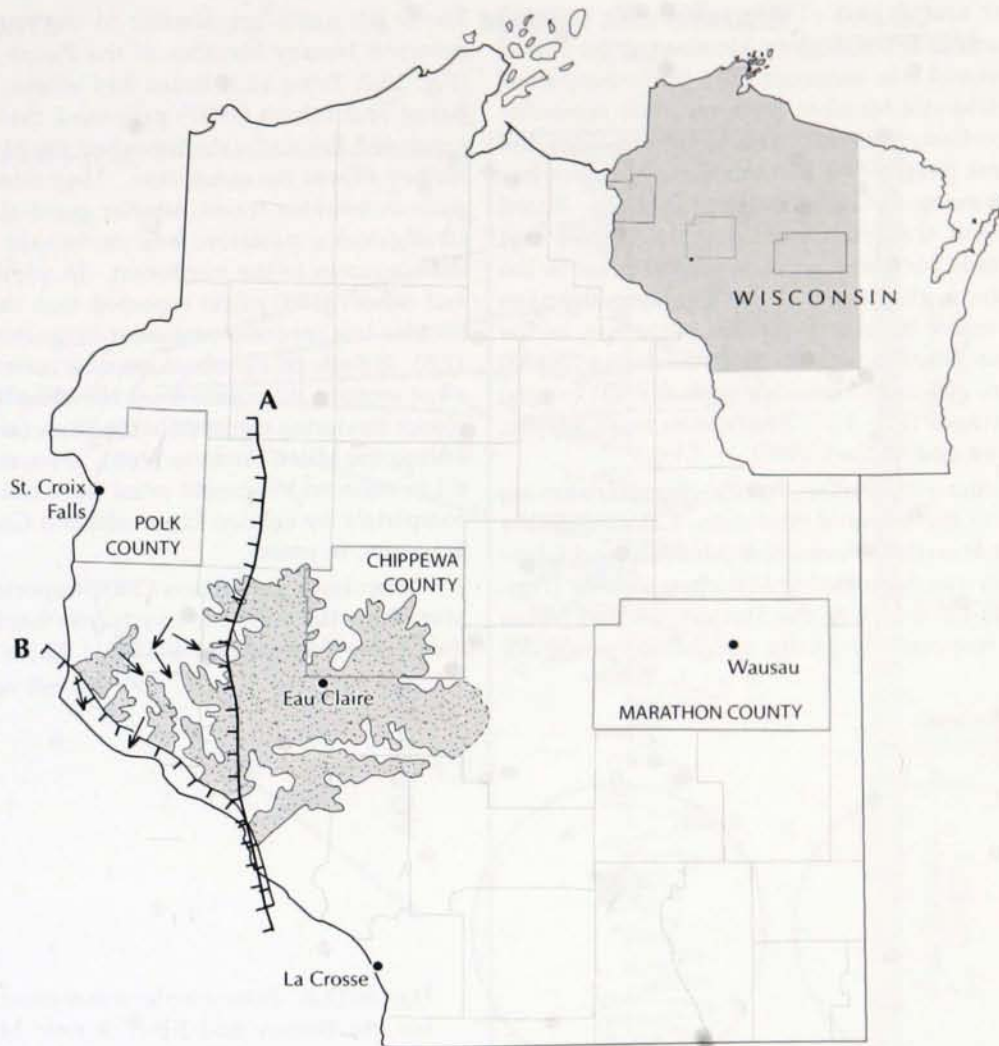 WISCONSIN
A
St. Croix
Falls
POLK
COUNTY
CHIPPEWA
COUNTY
B
Eau Claire
Wausau
MARATHON COUNTY
La Crosse